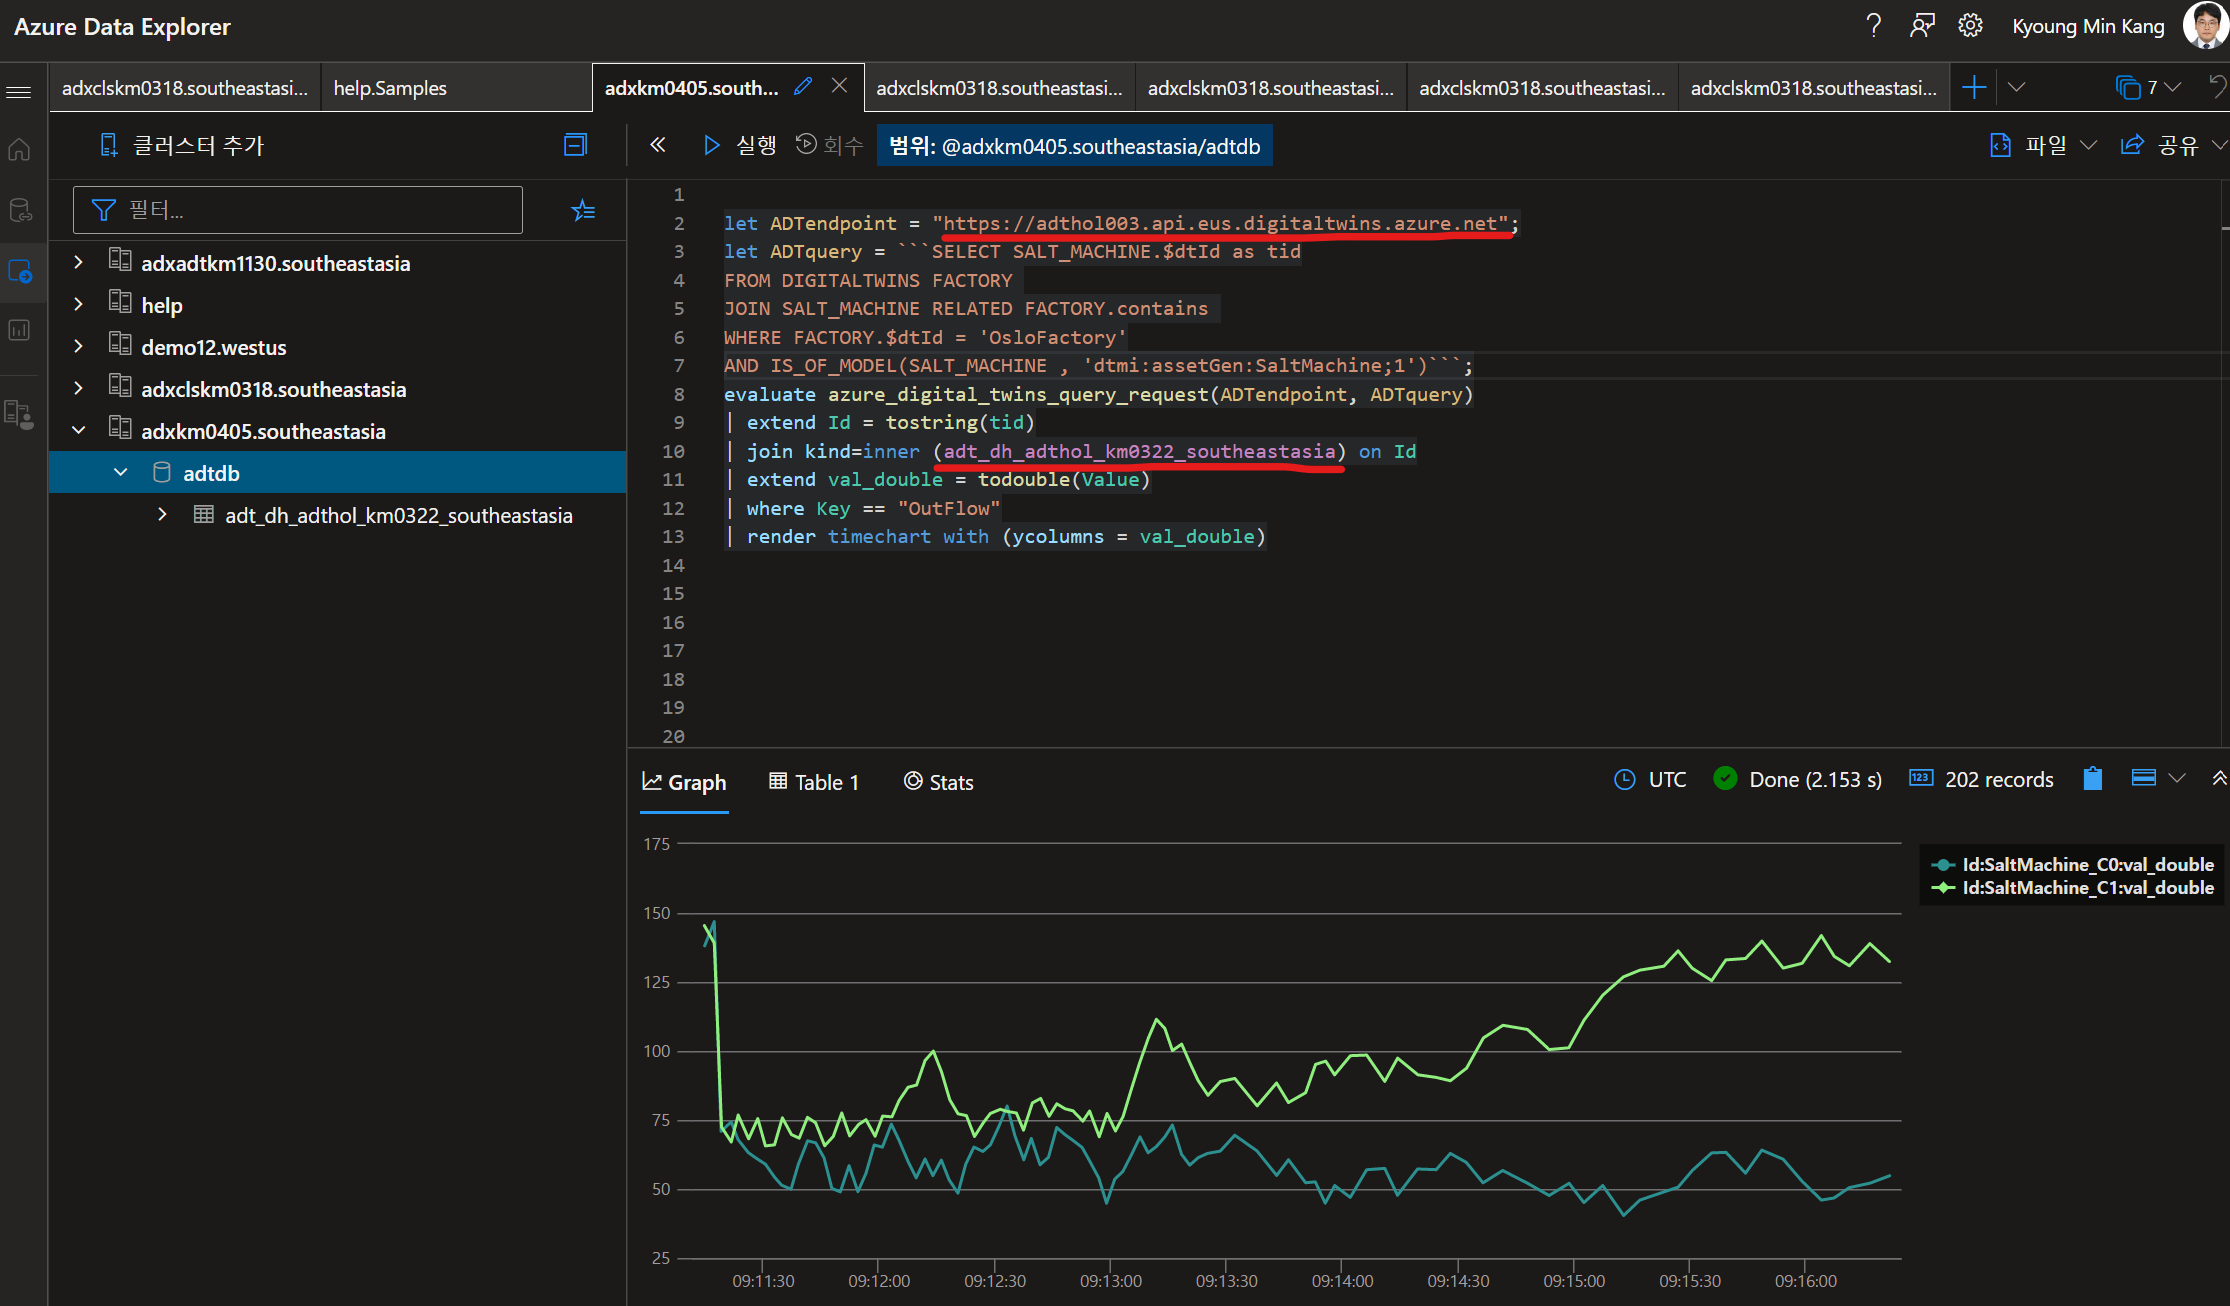 Azure Data Explorer
Kyoung Min Kang
adxclskm0318.southeastasi...
help.Samples
adxkm0405.south...
adxclskm0318.southeastasi...
adxclskm0318.southeastasi...
adxclskm0318.southeastasi...
adxclskm0318.southeastasi...
7
클러스터 추가
실행
회수
범위: @adxkm0405.southeastasia/adtdb
파일
공유
필터...
adxadtkm1130.southeastasia
help
demo12.westus
adxclskm0318.southeastasia
adxkm0405.southeastasia
adtdb
adt_dh_adthol_km0322_southeastasia
1
2 let ADTendpoint = "https://adthol003.api.eus.digitaltwins.azure.net";
3 let ADTquery = ```SELECT SALT_MACHINE.$dtId as tid
4 FROM DIGITALTWINS FACTORY
5 JOIN SALT_MACHINE RELATED FACTORY.contains
6 WHERE FACTORY.$dtId = 'OsloFactory'
7 AND IS_OF_MODEL(SALT_MACHINE , 'dtmi:assetGen:SaltMachine;1')```;
8 evaluate azure_digital_twins_query_request(ADTendpoint, ADTquery)
9 | extend Id = tostring(tid)
10 | join kind=inner (adt_dh_adthol_km0322_southeastasia) on Id
11 | extend val_double = todouble(Value)
12 | where Key == "OutFlow"
13 | render timechart with (ycolumns = val_double)
14
15
16
17
18
19
20
Graph
Table 1
Stats
UTC
Done (2.153 s)
123
202 records
175
150
125
100
75
50
25
09:11:30
09:12:00
09:12:30
09:13:00
09:13:30
09:14:00
09:14:30
09:15:00
09:15:30
09:16:00
Id:SaltMachine_C0:val_double
Id:SaltMachine_C1:val_double